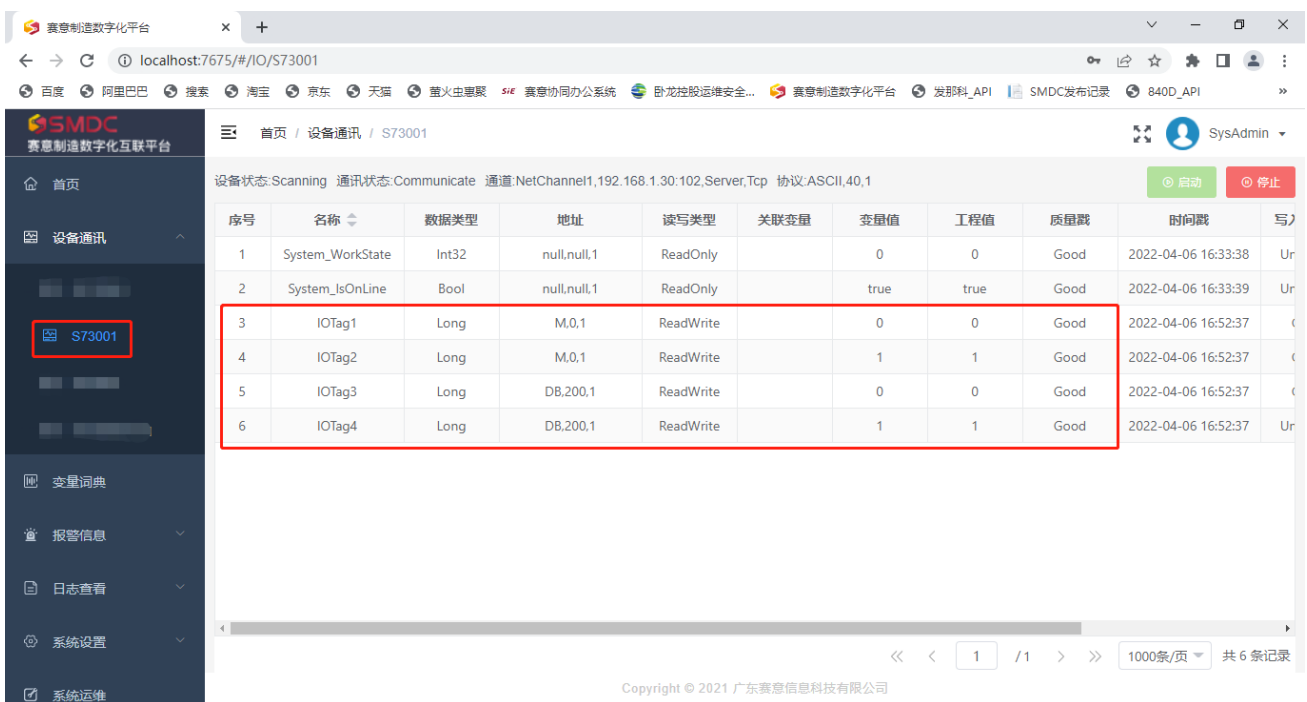 赛意制造数字化平台
localhost:7675/#/IO/S73001
百度 阿里巴巴 搜索 淘宝 京东 天猫 萤火虫惠聚 SiE 赛意协同办公系统 卧龙控股运维安全... 赛意制造数字化平台 发那科_API SMDC发布记录 840D_API »
SMDC
赛意制造数字化互联平台
首页 / 设备通讯 / S73001
SysAdmin
首页
设备通讯
S73001
变量词典
报警信息
日志查看
系统设置
系统运维
设备状态:Scanning 通讯状态:Communicate 通道:NetChannel1,192.168.1.30:102,Server,Tcp 协议:ASCII,40,1
启动 停止
序号 名称 数据类型 地址 读写类型 关联变量 变量值 工程值 质量戳 时间戳 写入
1 System_WorkState Int32 null,null,1 ReadOnly 0 0 Good 2022-04-06 16:33:38 Un
2 System_IsOnLine Bool null,null,1 ReadOnly true true Good 2022-04-06 16:33:39 Un
3 IOTag1 Long M,0,1 ReadWrite 0 0 Good 2022-04-06 16:52:37
4 IOTag2 Long M,0,1 ReadWrite 1 1 Good 2022-04-06 16:52:37
5 IOTag3 Long DB,200,1 ReadWrite 0 0 Good 2022-04-06 16:52:37
6 IOTag4 Long DB,200,1 ReadWrite 1 1 Good 2022-04-06 16:52:37 Un
1 /1 1000条/页 共 6 条记录
Copyright © 2021 广东赛意信息科技有限公司